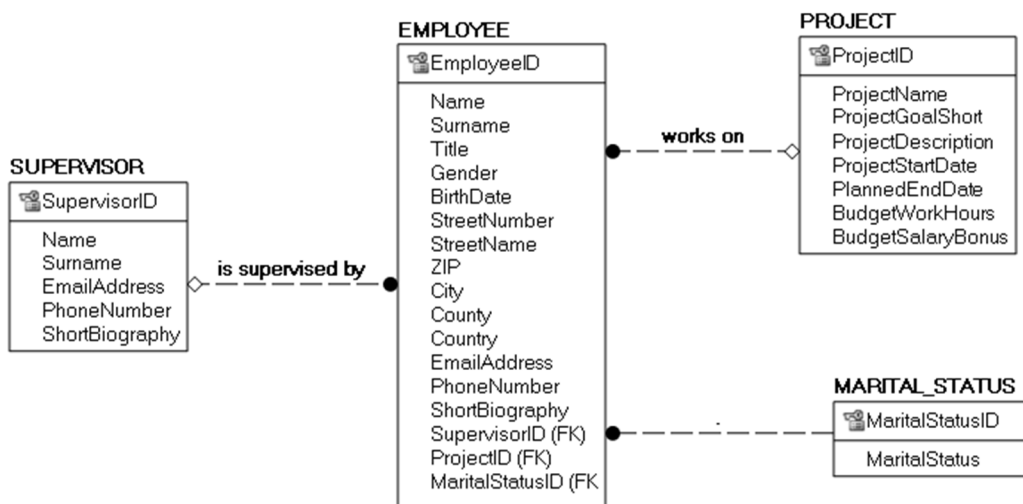 SUPERVISOR
SupervisorID
Name
Surname
EmailAddress
PhoneNumber
ShortBiography
is supervised by
EMPLOYEE
EmployeeID
Name
Surname
Title
Gender
BirthDate
StreetNumber
StreetName
ZIP
City
County
Country
EmailAddress
PhoneNumber
ShortBiography
SupervisorID (FK)
ProjectID (FK)
MaritalStatusID (FK
works on
PROJECT
ProjectID
ProjectName
ProjectGoalShort
ProjectDescription
ProjectStartDate
PlannedEndDate
BudgetWorkHours
BudgetSalaryBonus
MARITAL_STATUS
MaritalStatusID
MaritalStatus